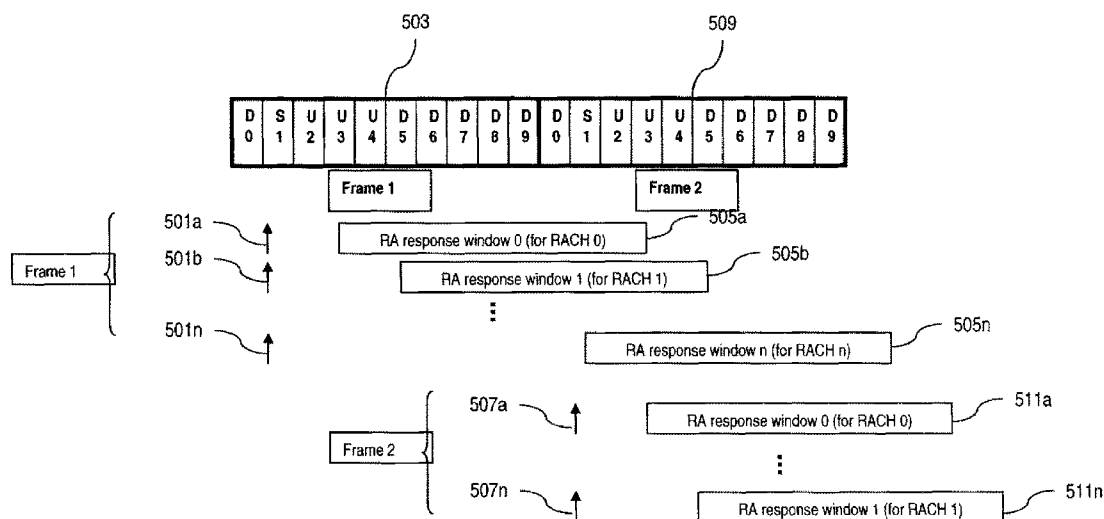 503
509
D S U U U D D D D D D S U U U D D D D D
0 1 2 3 4 5 6 7 8 9 0 1 2 3 4 5 6 7 8 9
Frame 1
Frame 2
501a
505a
RA response window 0 (for RACH 0)
Frame 1
501b
505b
RA response window 1 (for RACH 1)
501n
505n
RA response window n (for RACH n)
507a
511a
RA response window 0 (for RACH 0)
Frame 2
507n
511n
RA response window 1 (for RACH 1)